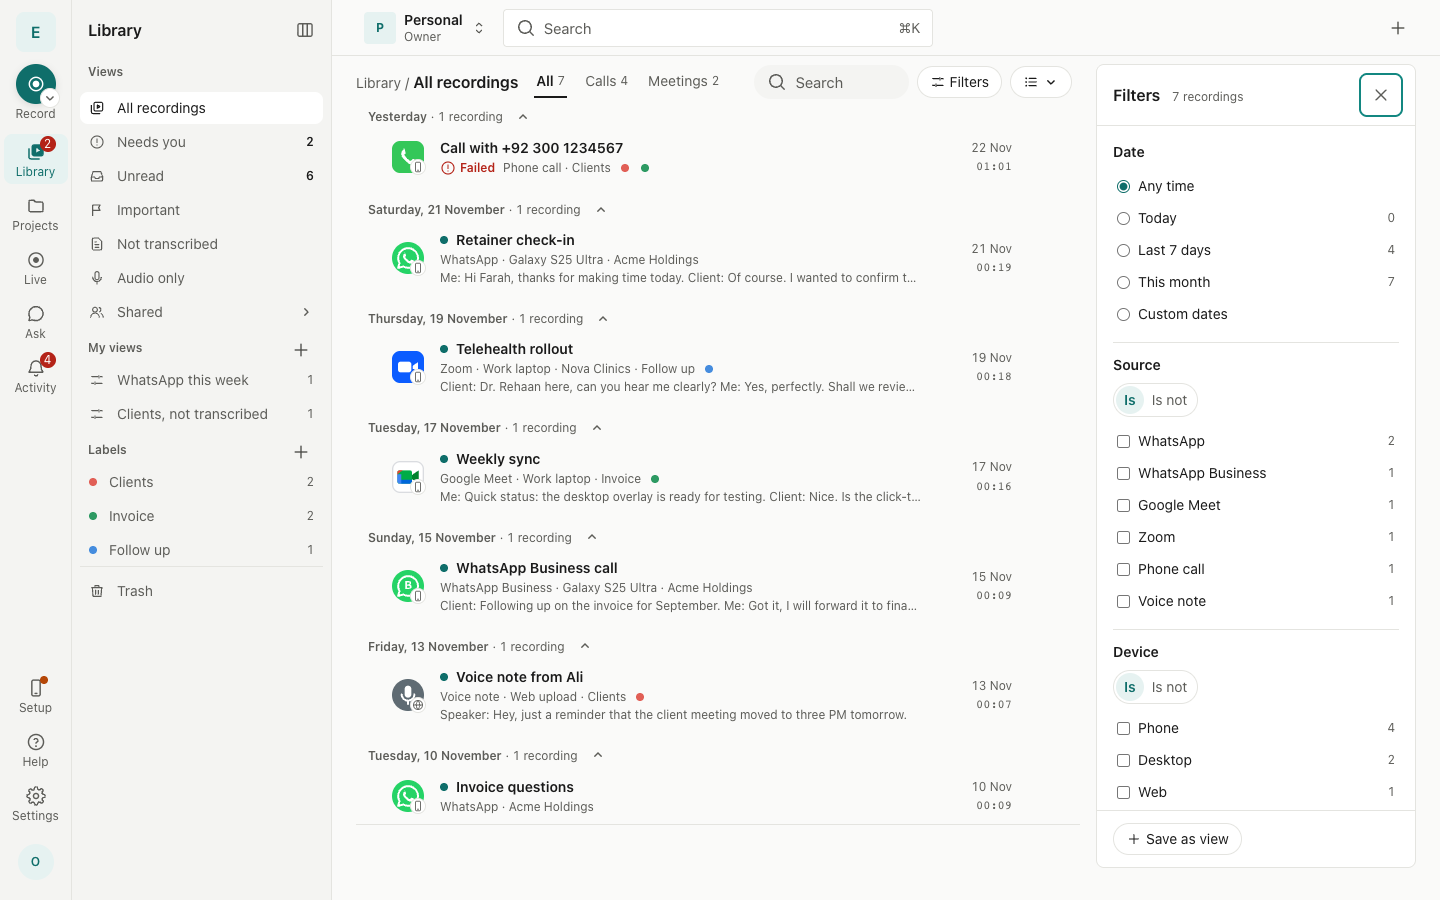 E
Record
2
Library
Projects
Live
Ask
4
Activity
Setup
Help
Settings
O
Library
Views
All recordings
Needs you 2
Unread 6
Important
Not transcribed
Audio only
Shared
My views
WhatsApp this week 1
Clients, not transcribed 1
Labels
Clients 2
Invoice 2
Follow up 1
Trash
P
Personal
Owner
Search ⌘K
Library / All recordings
All 7 Calls 4 Meetings 2
Search
Filters
Yesterday · 1 recording
Call with +92 300 1234567 22 Nov
Failed Phone call · Clients 01:01
Saturday, 21 November · 1 recording
Retainer check-in 21 Nov
WhatsApp · Galaxy S25 Ultra · Acme Holdings 00:19
Me: Hi Farah, thanks for making time today. Client: Of course. I wanted to confirm t...
Thursday, 19 November · 1 recording
Telehealth rollout 19 Nov
Zoom · Work laptop · Nova Clinics · Follow up 00:18
Client: Dr. Rehaan here, can you hear me clearly? Me: Yes, perfectly. Shall we revie...
Tuesday, 17 November · 1 recording
Weekly sync 17 Nov
Google Meet · Work laptop · Invoice 00:16
Me: Quick status: the desktop overlay is ready for testing. Client: Nice. Is the click-t...
Sunday, 15 November · 1 recording
B
WhatsApp Business call 15 Nov
WhatsApp Business · Galaxy S25 Ultra · Acme Holdings 00:09
Client: Following up on the invoice for September. Me: Got it, I will forward it to fina...
Friday, 13 November · 1 recording
Voice note from Ali 13 Nov
Voice note · Web upload · Clients 00:07
Speaker: Hey, just a reminder that the client meeting moved to three PM tomorrow.
Tuesday, 10 November · 1 recording
Invoice questions 10 Nov
WhatsApp · Acme Holdings 00:09
Filters 7 recordings
Date
Any time
Today 0
Last 7 days 4
This month 7
Custom dates
Source
Is Is not
WhatsApp 2
WhatsApp Business 1
Google Meet 1
Zoom 1
Phone call 1
Voice note 1
Device
Is Is not
Phone 4
Desktop 2
Web 1
Save as view